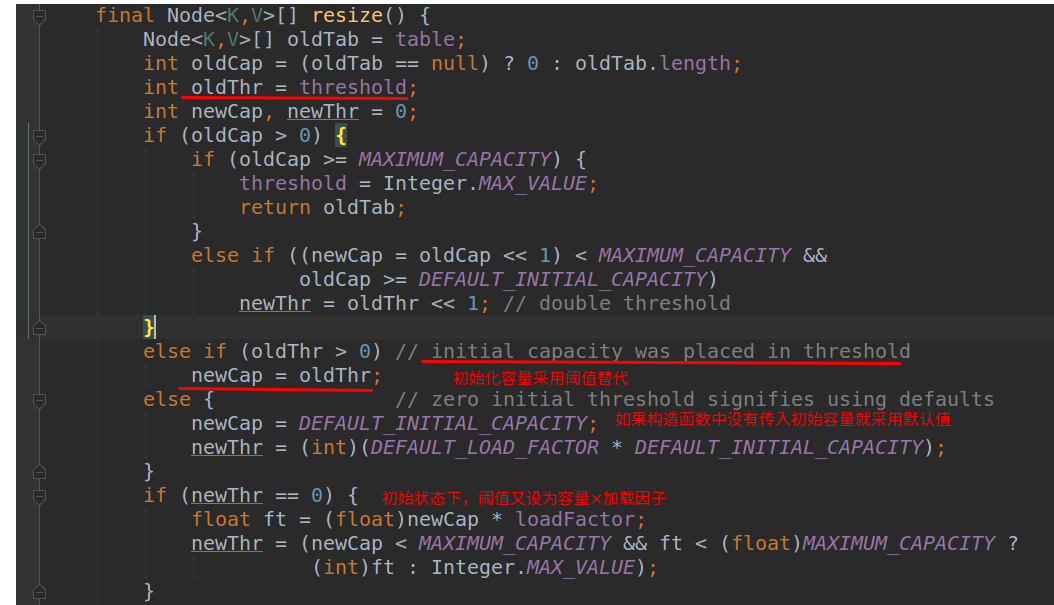 final Node<K,V>[] resize() {
Node<K,V>[] oldTab = table;
int oldCap = (oldTab == null) ? 0 : oldTab.length;
int oldThr = threshold;
int newCap, newThr = 0;
if (oldCap > 0) {
if (oldCap >= MAXIMUM_CAPACITY) {
threshold = Integer.MAX_VALUE;
return oldTab;
}
else if ((newCap = oldCap << 1) < MAXIMUM_CAPACITY &&
oldCap >= DEFAULT_INITIAL_CAPACITY)
newThr = oldThr << 1; // double threshold
}
else if (oldThr > 0) // initial capacity was placed in threshold
newCap = oldThr; 初始化容量采用阈值替代
else { // zero initial threshold signifies using defaults
newCap = DEFAULT_INITIAL_CAPACITY; 如果构造函数中没有传入初始容量就采用默认值
newThr = (int)(DEFAULT_LOAD_FACTOR * DEFAULT_INITIAL_CAPACITY);
}
if (newThr == 0) { 初始状态下，阈值又设为容量×加载因子
float ft = (float)newCap * loadFactor;
newThr = (newCap < MAXIMUM_CAPACITY && ft < (float)MAXIMUM_CAPACITY ?
(int)ft : Integer.MAX_VALUE);
}